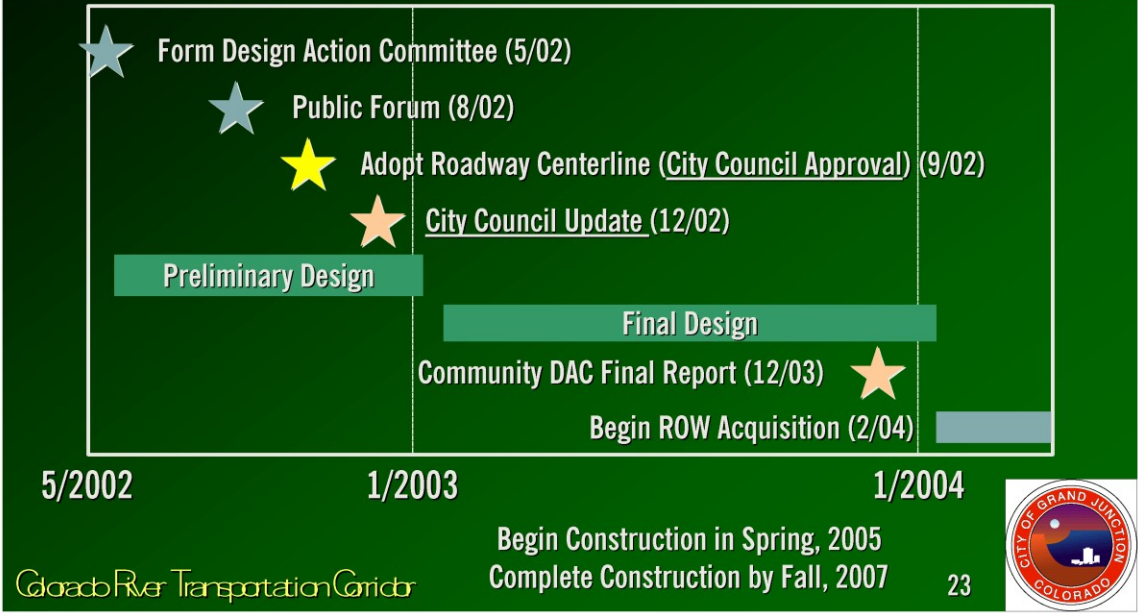 Form Design Action Committee (5/02)
Public Forum (8/02)
Adopt Roadway Centerline (City Council Approval) (9/02)
City Council Update (12/02)
Preliminary Design
Final Design
Community DAC Final Report (12/03)
Begin ROW Acquisition (2/04)
5/2002
1/2003
1/2004
Begin Construction in Spring, 2005
Complete Construction by Fall, 2007
Colorado River Transportation Corridor
23
CITY OF GRAND JUNCTION
COLORADO